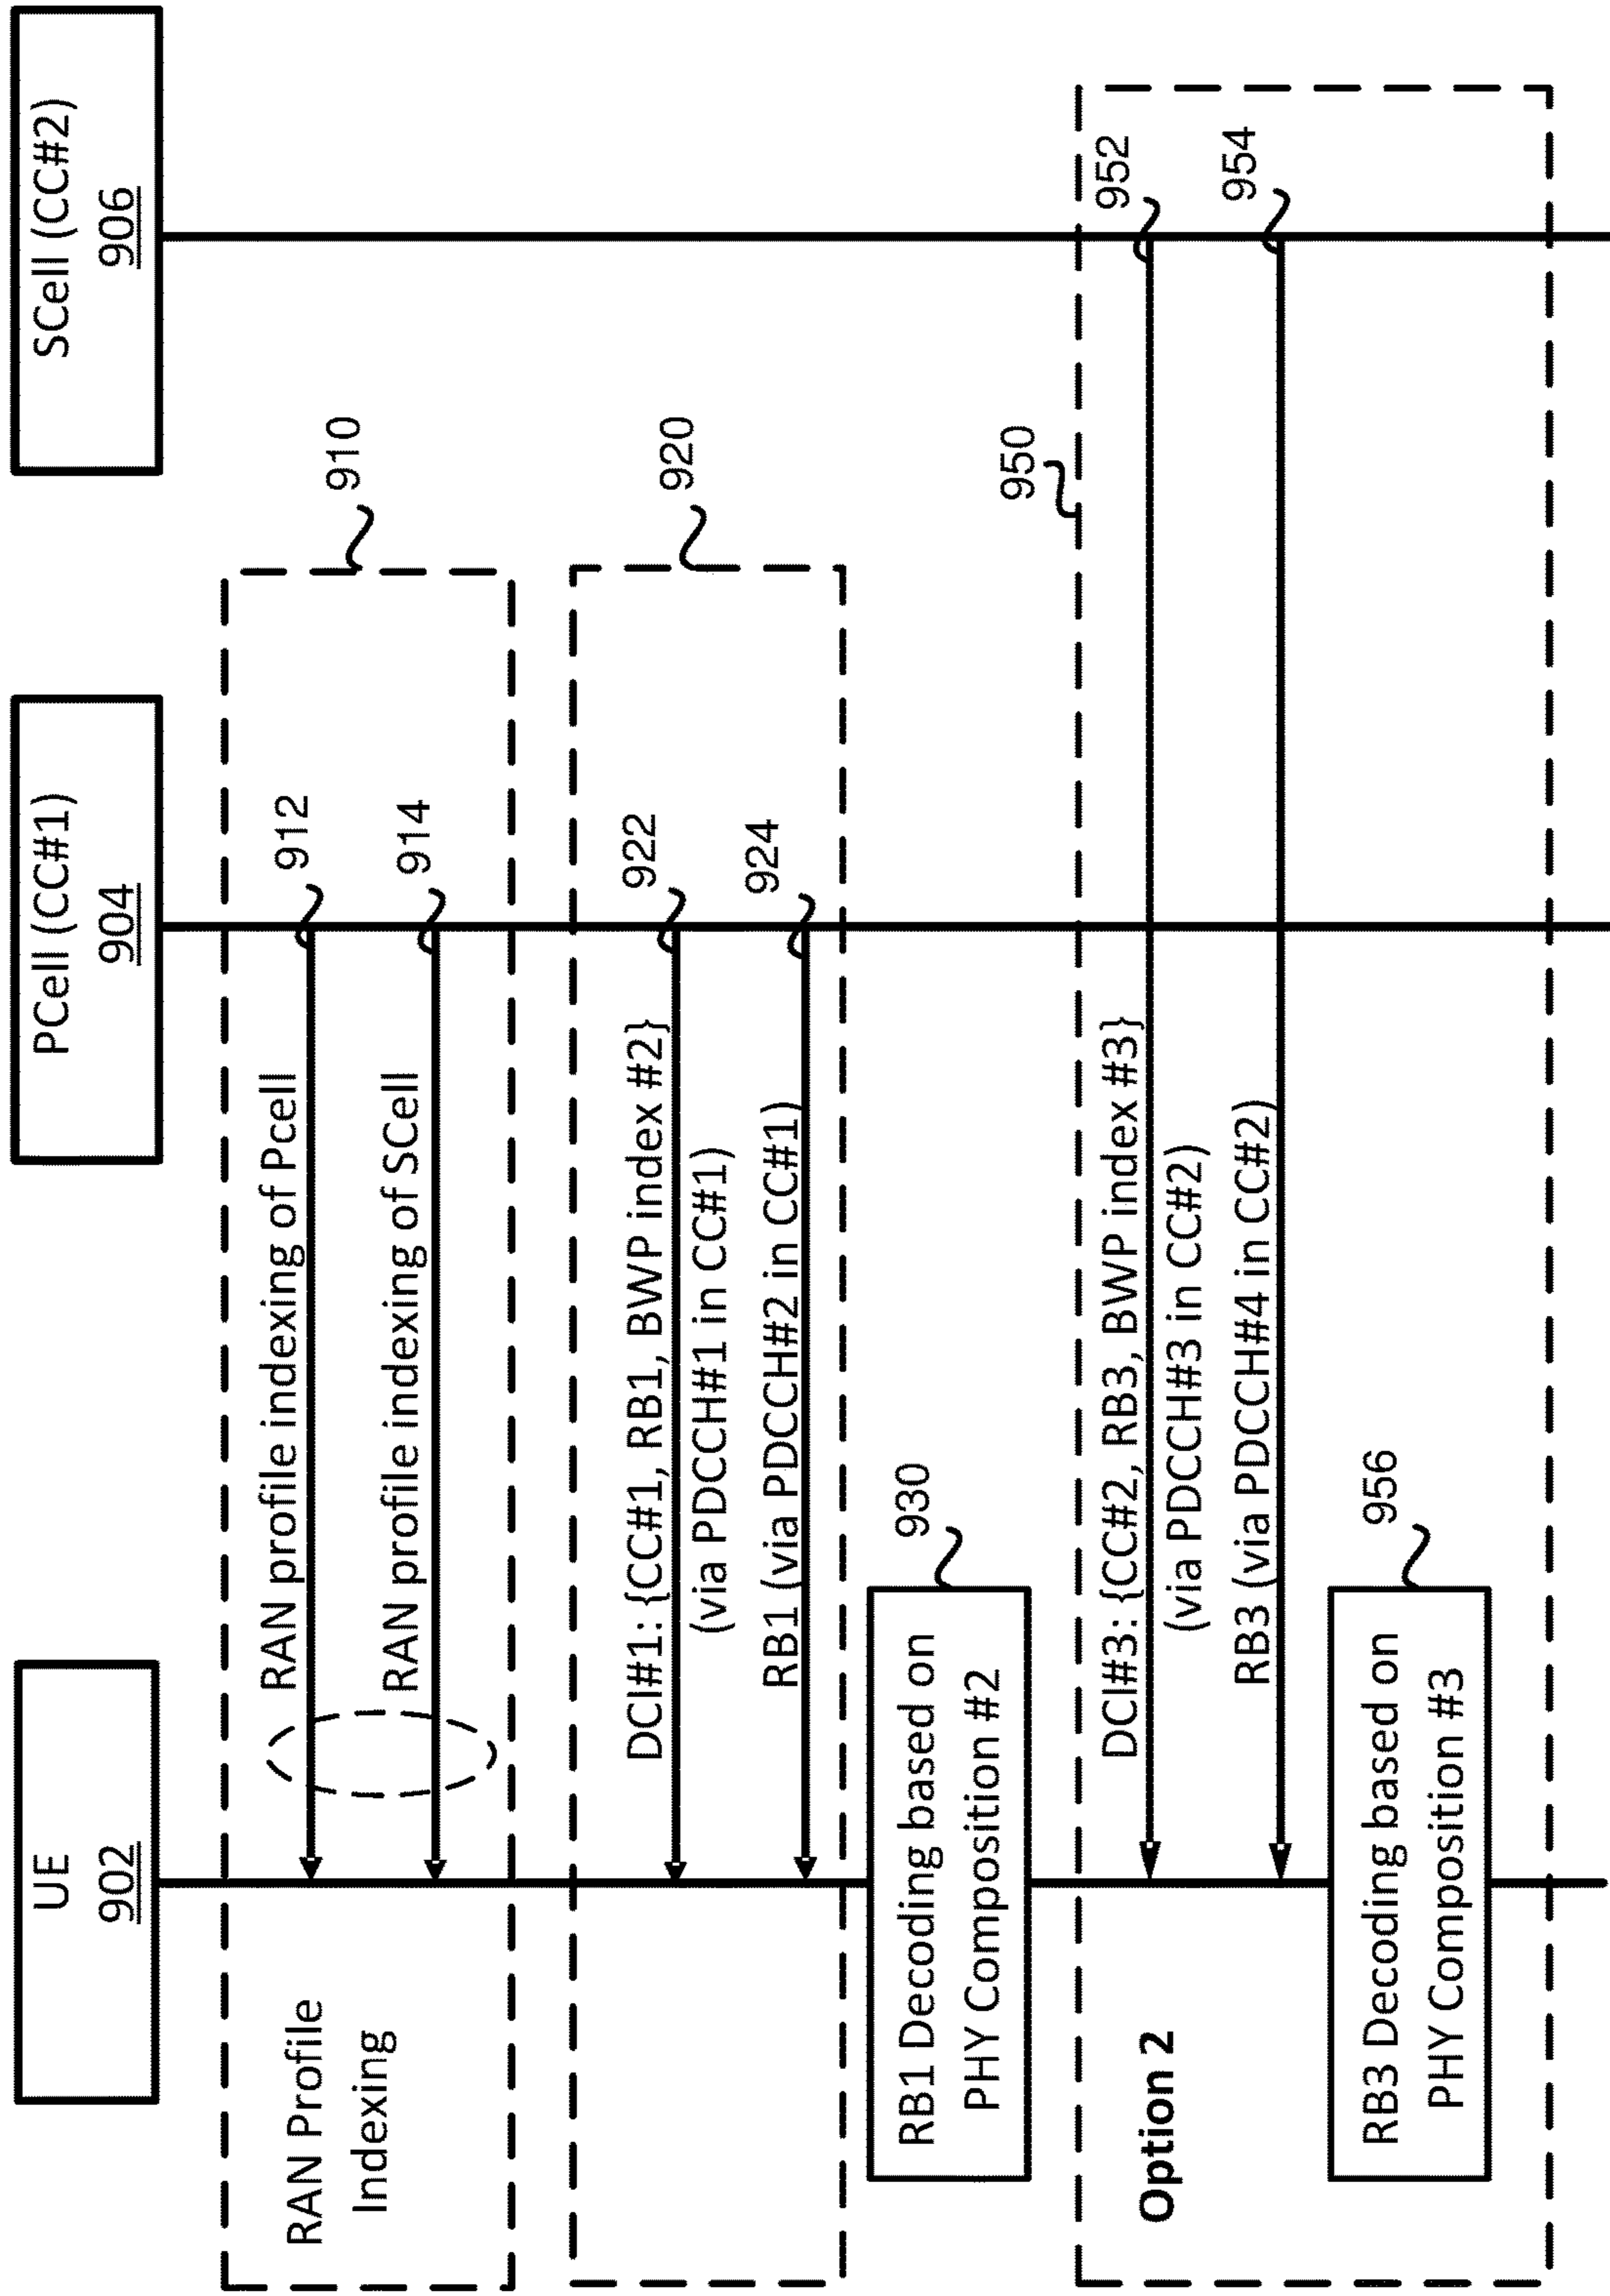 UE
902
PCell (CC#1)
904
SCell (CC#2)
906
910
RAN Profile
Indexing
RAN profile indexing of Pcell
912
RAN profile indexing of SCell
914
920
DCI#1: {CC#1, RB1, BWP index #2}
922
(via PDCCH#1 in CC#1)
RB1 (via PDCCH#2 in CC#1)
924
930
RB1 Decoding based on
PHY Composition #2
950
Option 2
DCI#3: {CC#2, RB3, BWP index #3}
952
(via PDCCH#3 in CC#2)
RB3 (via PDCCH#4 in CC#2)
954
956
RB3 Decoding based on
PHY Composition #3